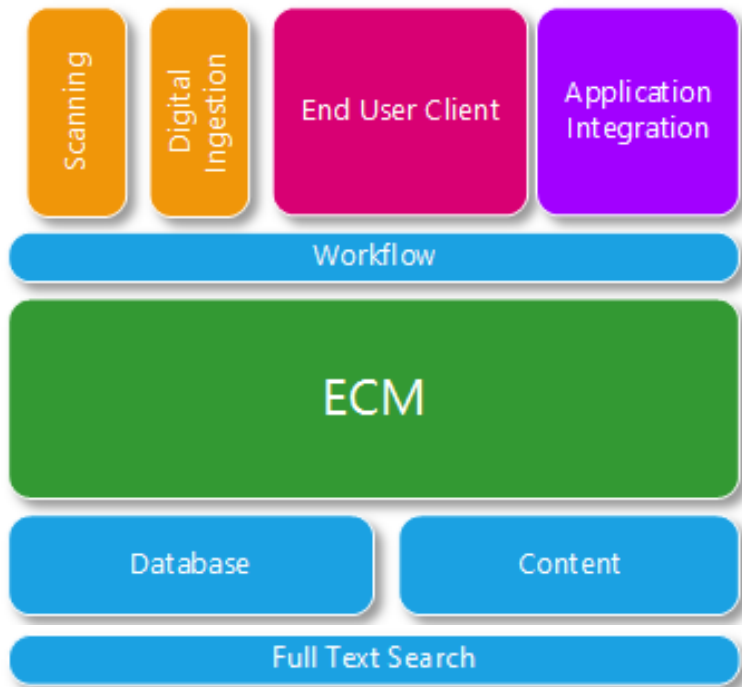 Scanning
Digital
Ingestion
End User Client
Application
Integration
Workflow
ECM
Database
Content
Full Text Search